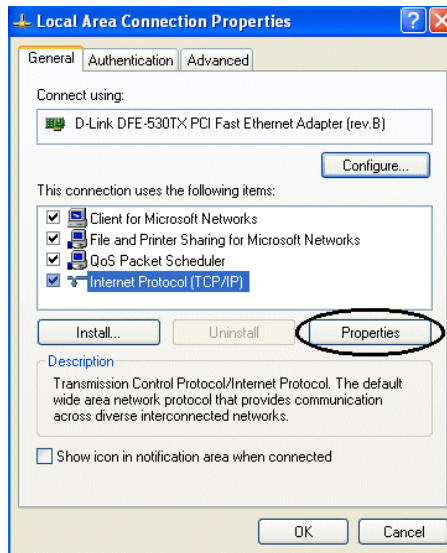 Local Area Connection Properties
General Authentication Advanced
Connect using:
D-Link DFE-530TX PCI Fast Ethernet Adapter (rev.B)
Configure...
This connection uses the following items:
Client for Microsoft Networks
File and Printer Sharing for Microsoft Networks
QoS Packet Scheduler
Internet Protocol (TCP/IP)
Install... Uninstall Properties
Description
Transmission Control Protocol/Internet Protocol. The default
wide area network protocol that provides communication
across diverse interconnected networks.
Show icon in notification area when connected
OK Cancel